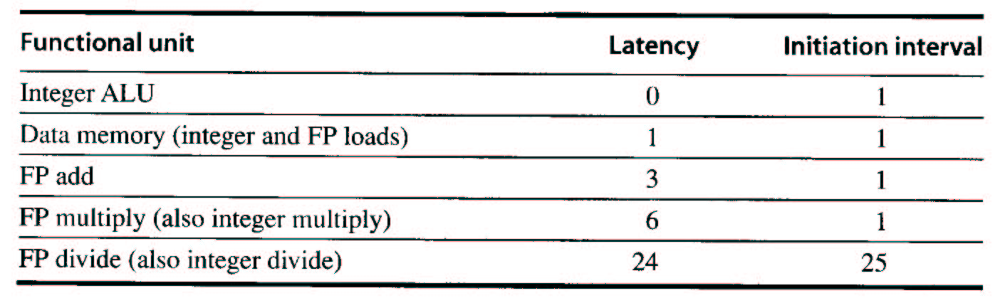 Functional unit Latency Initiation interval
Integer ALU 0 1
Data memory (integer and FP loads) 1 1
FP add 3 1
FP multiply (also integer multiply) 6 1
FP divide (also integer divide) 24 25